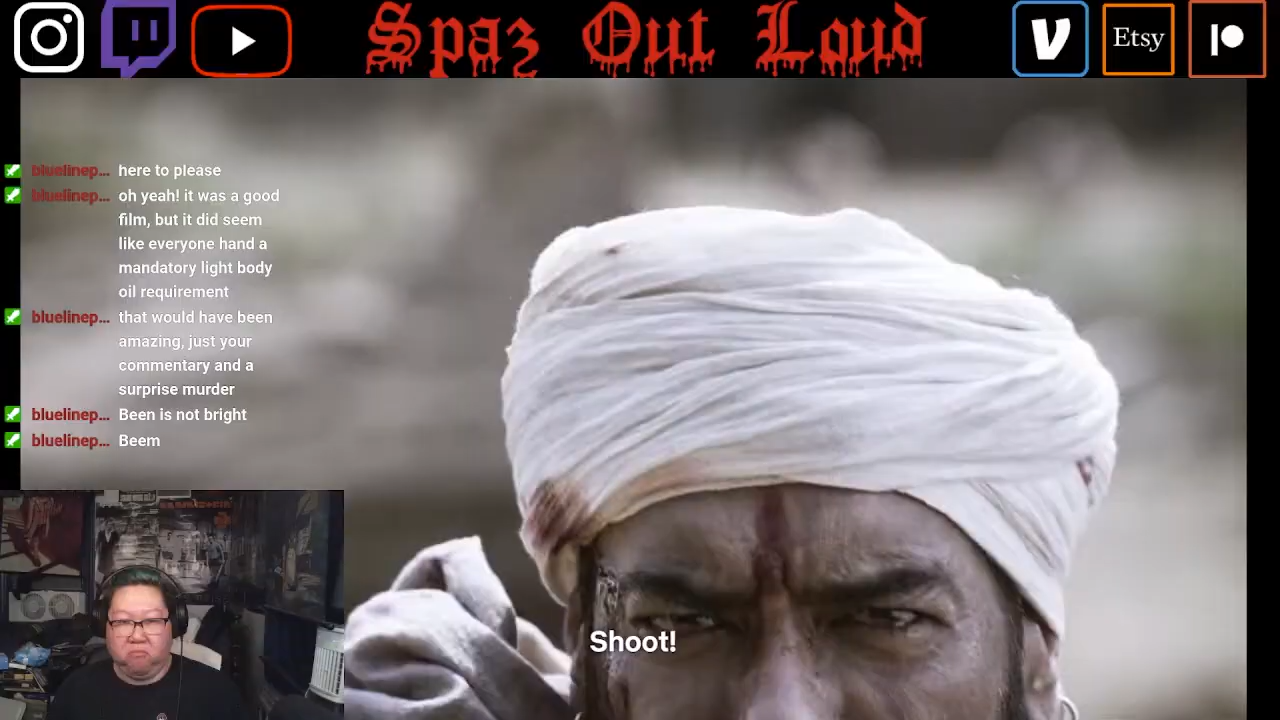 Spaz Out Loud
Etsy
bluelinep... here to please
bluelinep... oh yeah! it was a good
film, but it did seem
like everyone hand a
mandatory light body
oil requirement
bluelinep... that would have been
amazing, just your
commentary and a
surprise murder
bluelinep... Been is not bright
bluelinep... Beem
Shoot!